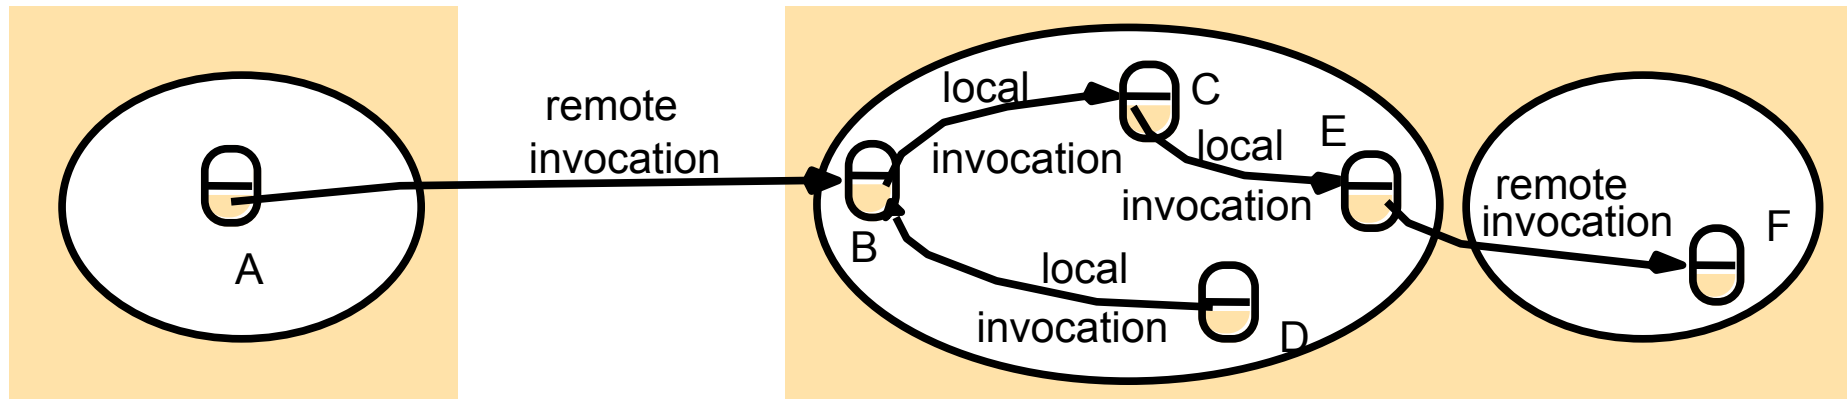 remote
invocation
A
local
invocation
C
local
invocation
E
B
local
invocation
D
remote
invocation
F